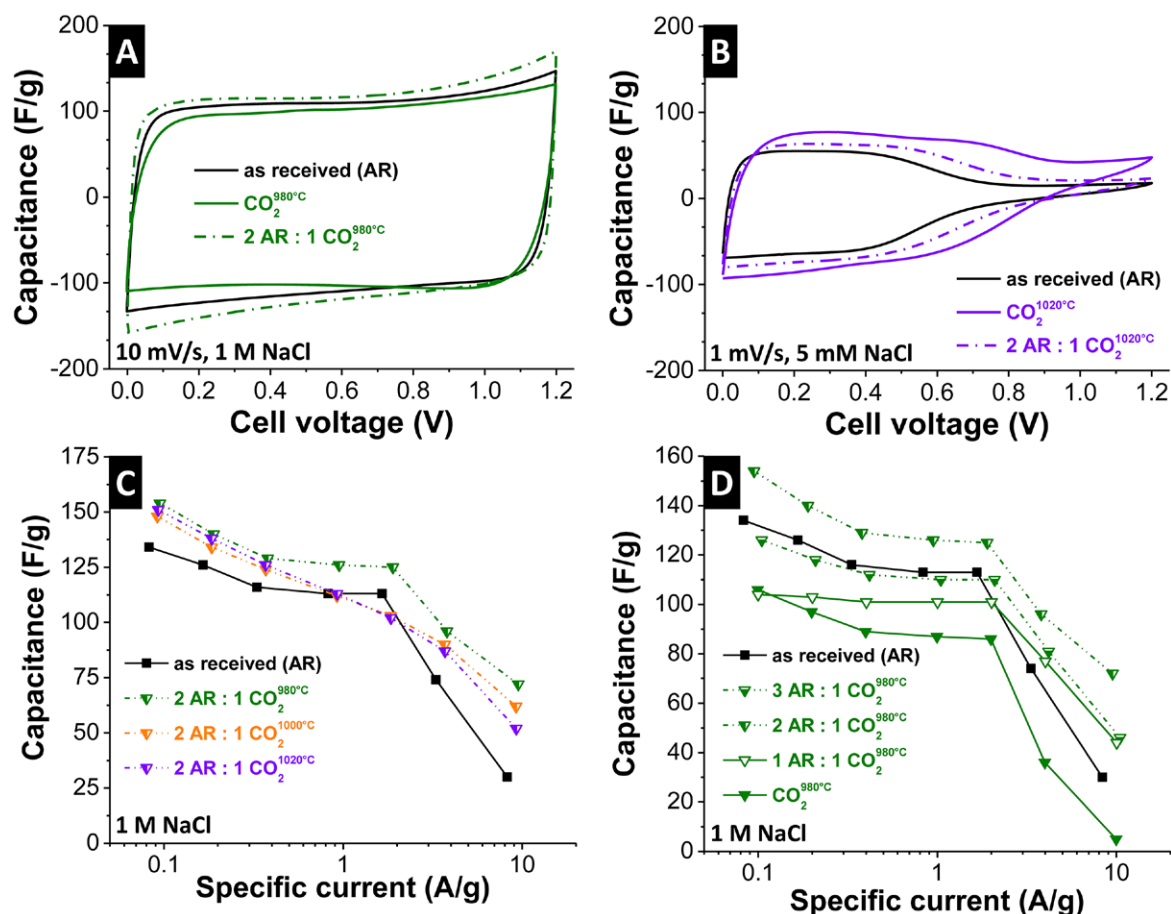 A
Capacitance (F/g)
200
100
0
-100
-200
as received (AR)
CO₂⁹⁸⁰°ᶜ
2 AR : 1 CO₂⁹⁸⁰°ᶜ
10 mV/s, 1 M NaCl
0.0 0.2 0.4 0.6 0.8 1.0 1.2
Cell voltage (V)
B
Capacitance (F/g)
200
100
0
-100
-200
as received (AR)
CO₂¹⁰²⁰°ᶜ
2 AR : 1 CO₂¹⁰²⁰°ᶜ
1 mV/s, 5 mM NaCl
0.0 0.2 0.4 0.6 0.8 1.0 1.2
Cell voltage (V)
C
Capacitance (F/g)
175
150
125
100
75
50
25
0
as received (AR)
2 AR : 1 CO₂⁹⁸⁰°ᶜ
2 AR : 1 CO₂¹⁰⁰⁰°ᶜ
2 AR : 1 CO₂¹⁰²⁰°ᶜ
1 M NaCl
0.1 1 10
Specific current (A/g)
D
Capacitance (F/g)
160
140
120
100
80
60
40
20
0
as received (AR)
3 AR : 1 CO₂⁹⁸⁰°ᶜ
2 AR : 1 CO₂⁹⁸⁰°ᶜ
1 AR : 1 CO₂⁹⁸⁰°ᶜ
CO₂⁹⁸⁰°ᶜ
1 M NaCl
0.1 1 10
Specific current (A/g)